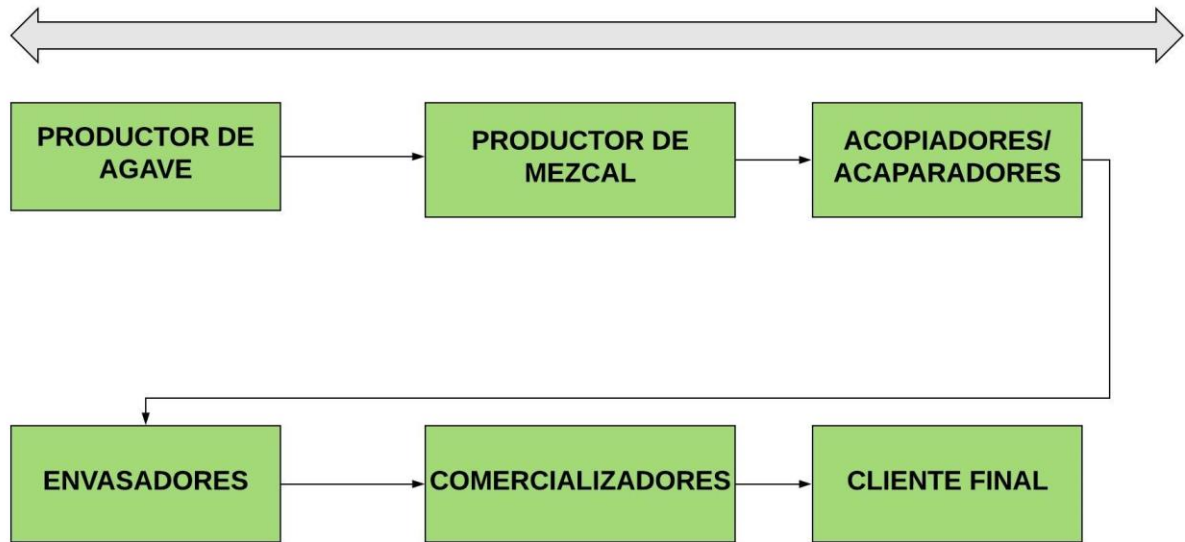 PRODUCTOR DE
AGAVE
PRODUCTOR DE
MEZCAL
ACOPIADORES/
ACAPARADORES
ENVASADORES
COMERCIALIZADORES
CLIENTE FINAL